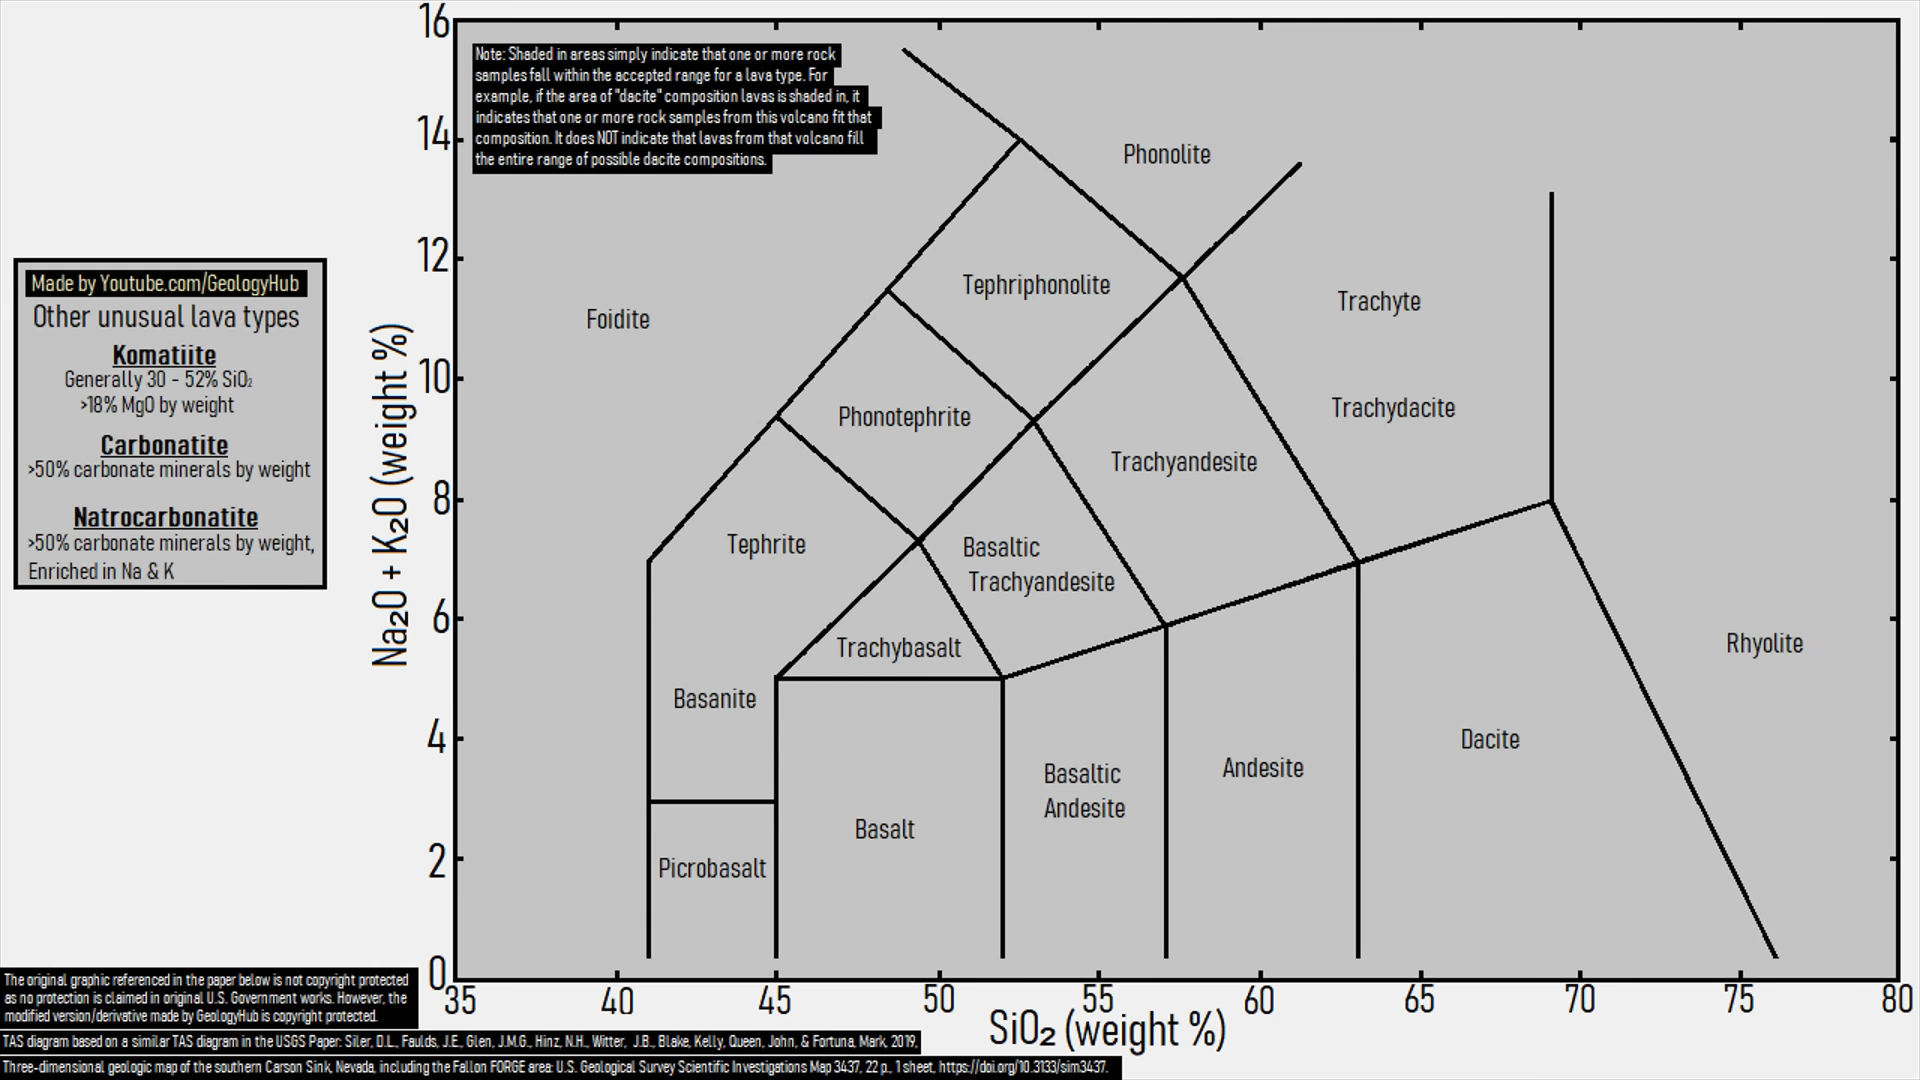 16
14
12
10
8
6
4
2
0
Na₂O + K₂O (weight %)
Note: Shaded in areas simply indicate that one or more rock
samples fall within the accepted range for a lava type. For
example, if the area of "dacite" composition lavas is shaded in, it
indicates that one or more rock samples from this volcano fit that
composition. It does NOT indicate that lavas from that volcano fill
the entire range of possible dacite compositions.
Phonolite
Tephriphonolite
Foidite
Trachyte
Phonotephrite
Trachydacite
Trachyandesite
Tephrite
Basaltic
Trachyandesite
Trachybasalt
Rhyolite
Basanite
Dacite
Basaltic
Andesite
Andesite
Basalt
Picrobasalt
35 40 45 50 55 60 65 70 75 80
SiO₂ (weight %)
Made by Youtube.com/GeologyHub
Other unusual lava types
Komatiite
Generally 30 - 52% SiO₂
>18% MgO by weight
Carbonatite
>50% carbonate minerals by weight
Natrocarbonatite
>50% carbonate minerals by weight,
Enriched in Na & K
The original graphic referenced in the paper below is not copyright protected
as no protection is claimed in original U.S. Government works. However, the
modified version/derivative made by GeologyHub is copyright protected.
TAS diagram based on a similar TAS diagram in the USGS Paper: Siler, D.L., Faulds, J.E., Glen, J.M.G., Hinz, N.H., Witter, J.B., Blake, Kelly, Queen, John, & Fortuna, Mark, 2019,
Three-dimensional geologic map of the southern Carson Sink, Nevada, including the Fallon FORGE area: U.S. Geological Survey Scientific Investigations Map 3437, 22 p., 1 sheet, https://doi.org/10.3133/sim3437.